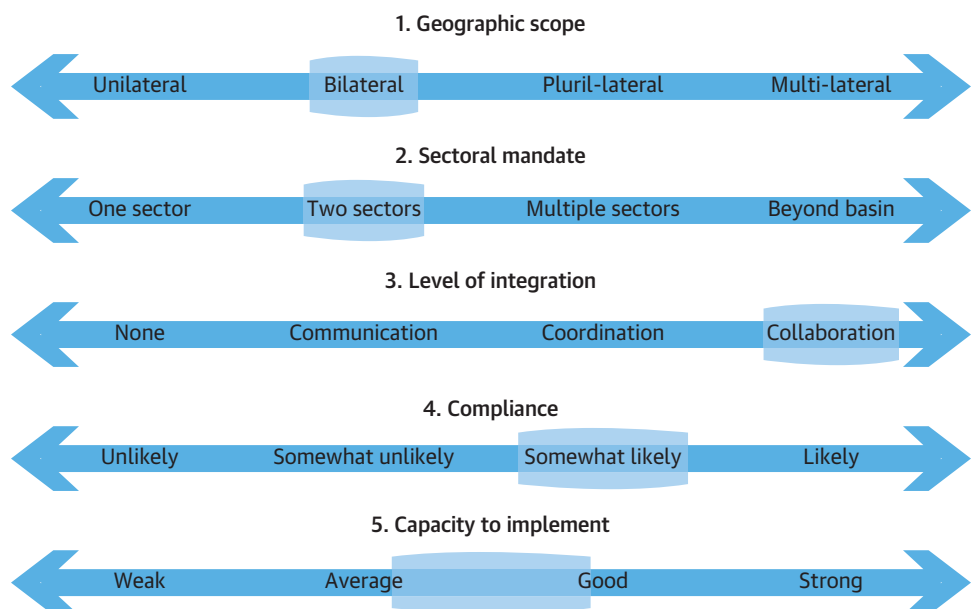 1. Geographic scope
Unilateral Bilateral Pluril-lateral Multi-lateral
2. Sectoral mandate
One sector Two sectors Multiple sectors Beyond basin
3. Level of integration
None Communication Coordination Collaboration
4. Compliance
Unlikely Somewhat unlikely Somewhat likely Likely
5. Capacity to implement
Weak Average Good Strong